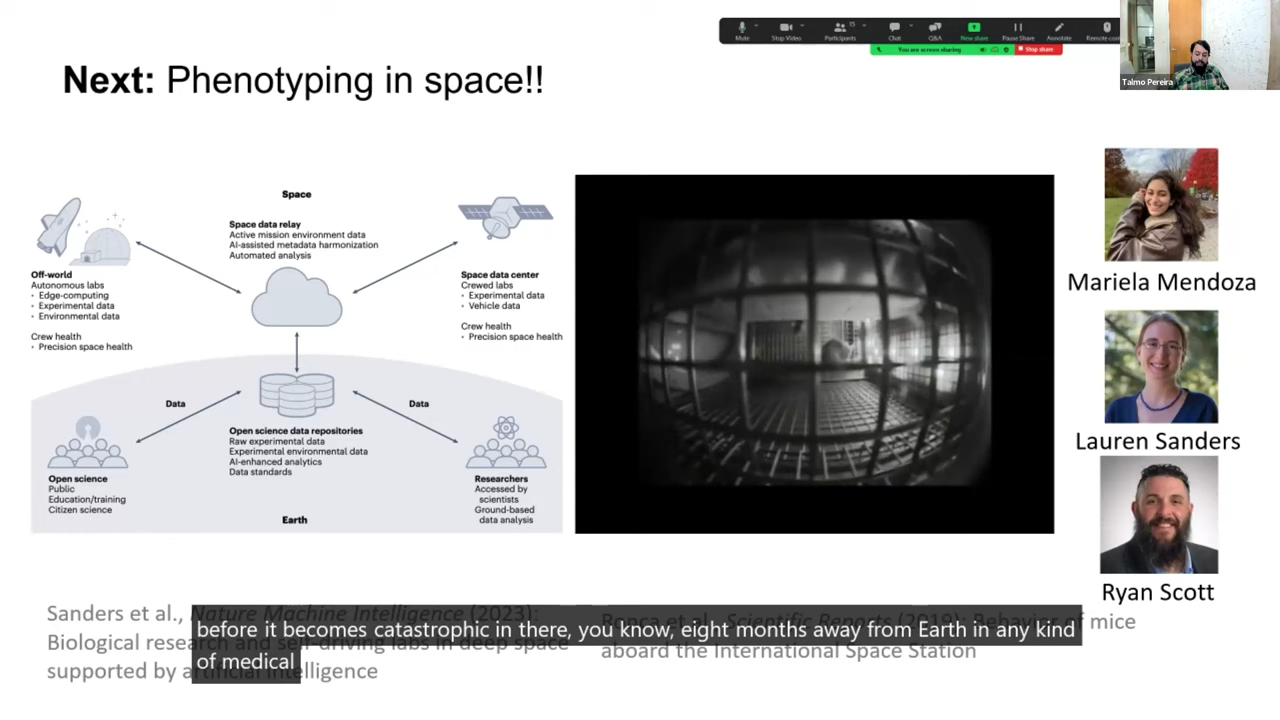 Mute
Stop Video
Participants
Chat
Q&A
New share
Pause Share
Annotate
You are screen sharing
Stop share
Talmo Pereira
Next: Phenotyping in space!!
Space
Space data relay
Active mission environment data
AI-assisted metadata harmonization
Automated analysis
Off-world
Autonomous labs
• Edge-computing
• Experimental data
• Environmental data
Crew health
• Precision space health
Space data center
Crewed labs
• Experimental data
• Vehicle data
Crew health
• Precision space health
Data
Data
Open science data repositories
Raw experimental data
Experimental environmental data
AI-enhanced analytics
Data standards
Open science
Public
Education/training
Citizen science
Researchers
Accessed by
scientists
Ground-based
data analysis
Earth
Mariela Mendoza
Lauren Sanders
Ryan Scott
Sanders et al., Nature Machine Intelligence (2023):
Biological research and self-driving labs in deep space
supported by artificial intelligence
Ronca et al., Scientific Reports (2019): Behavior of mice
aboard the International Space Station
before it becomes catastrophic in there, you know, eight months away from Earth in any kind
of medical